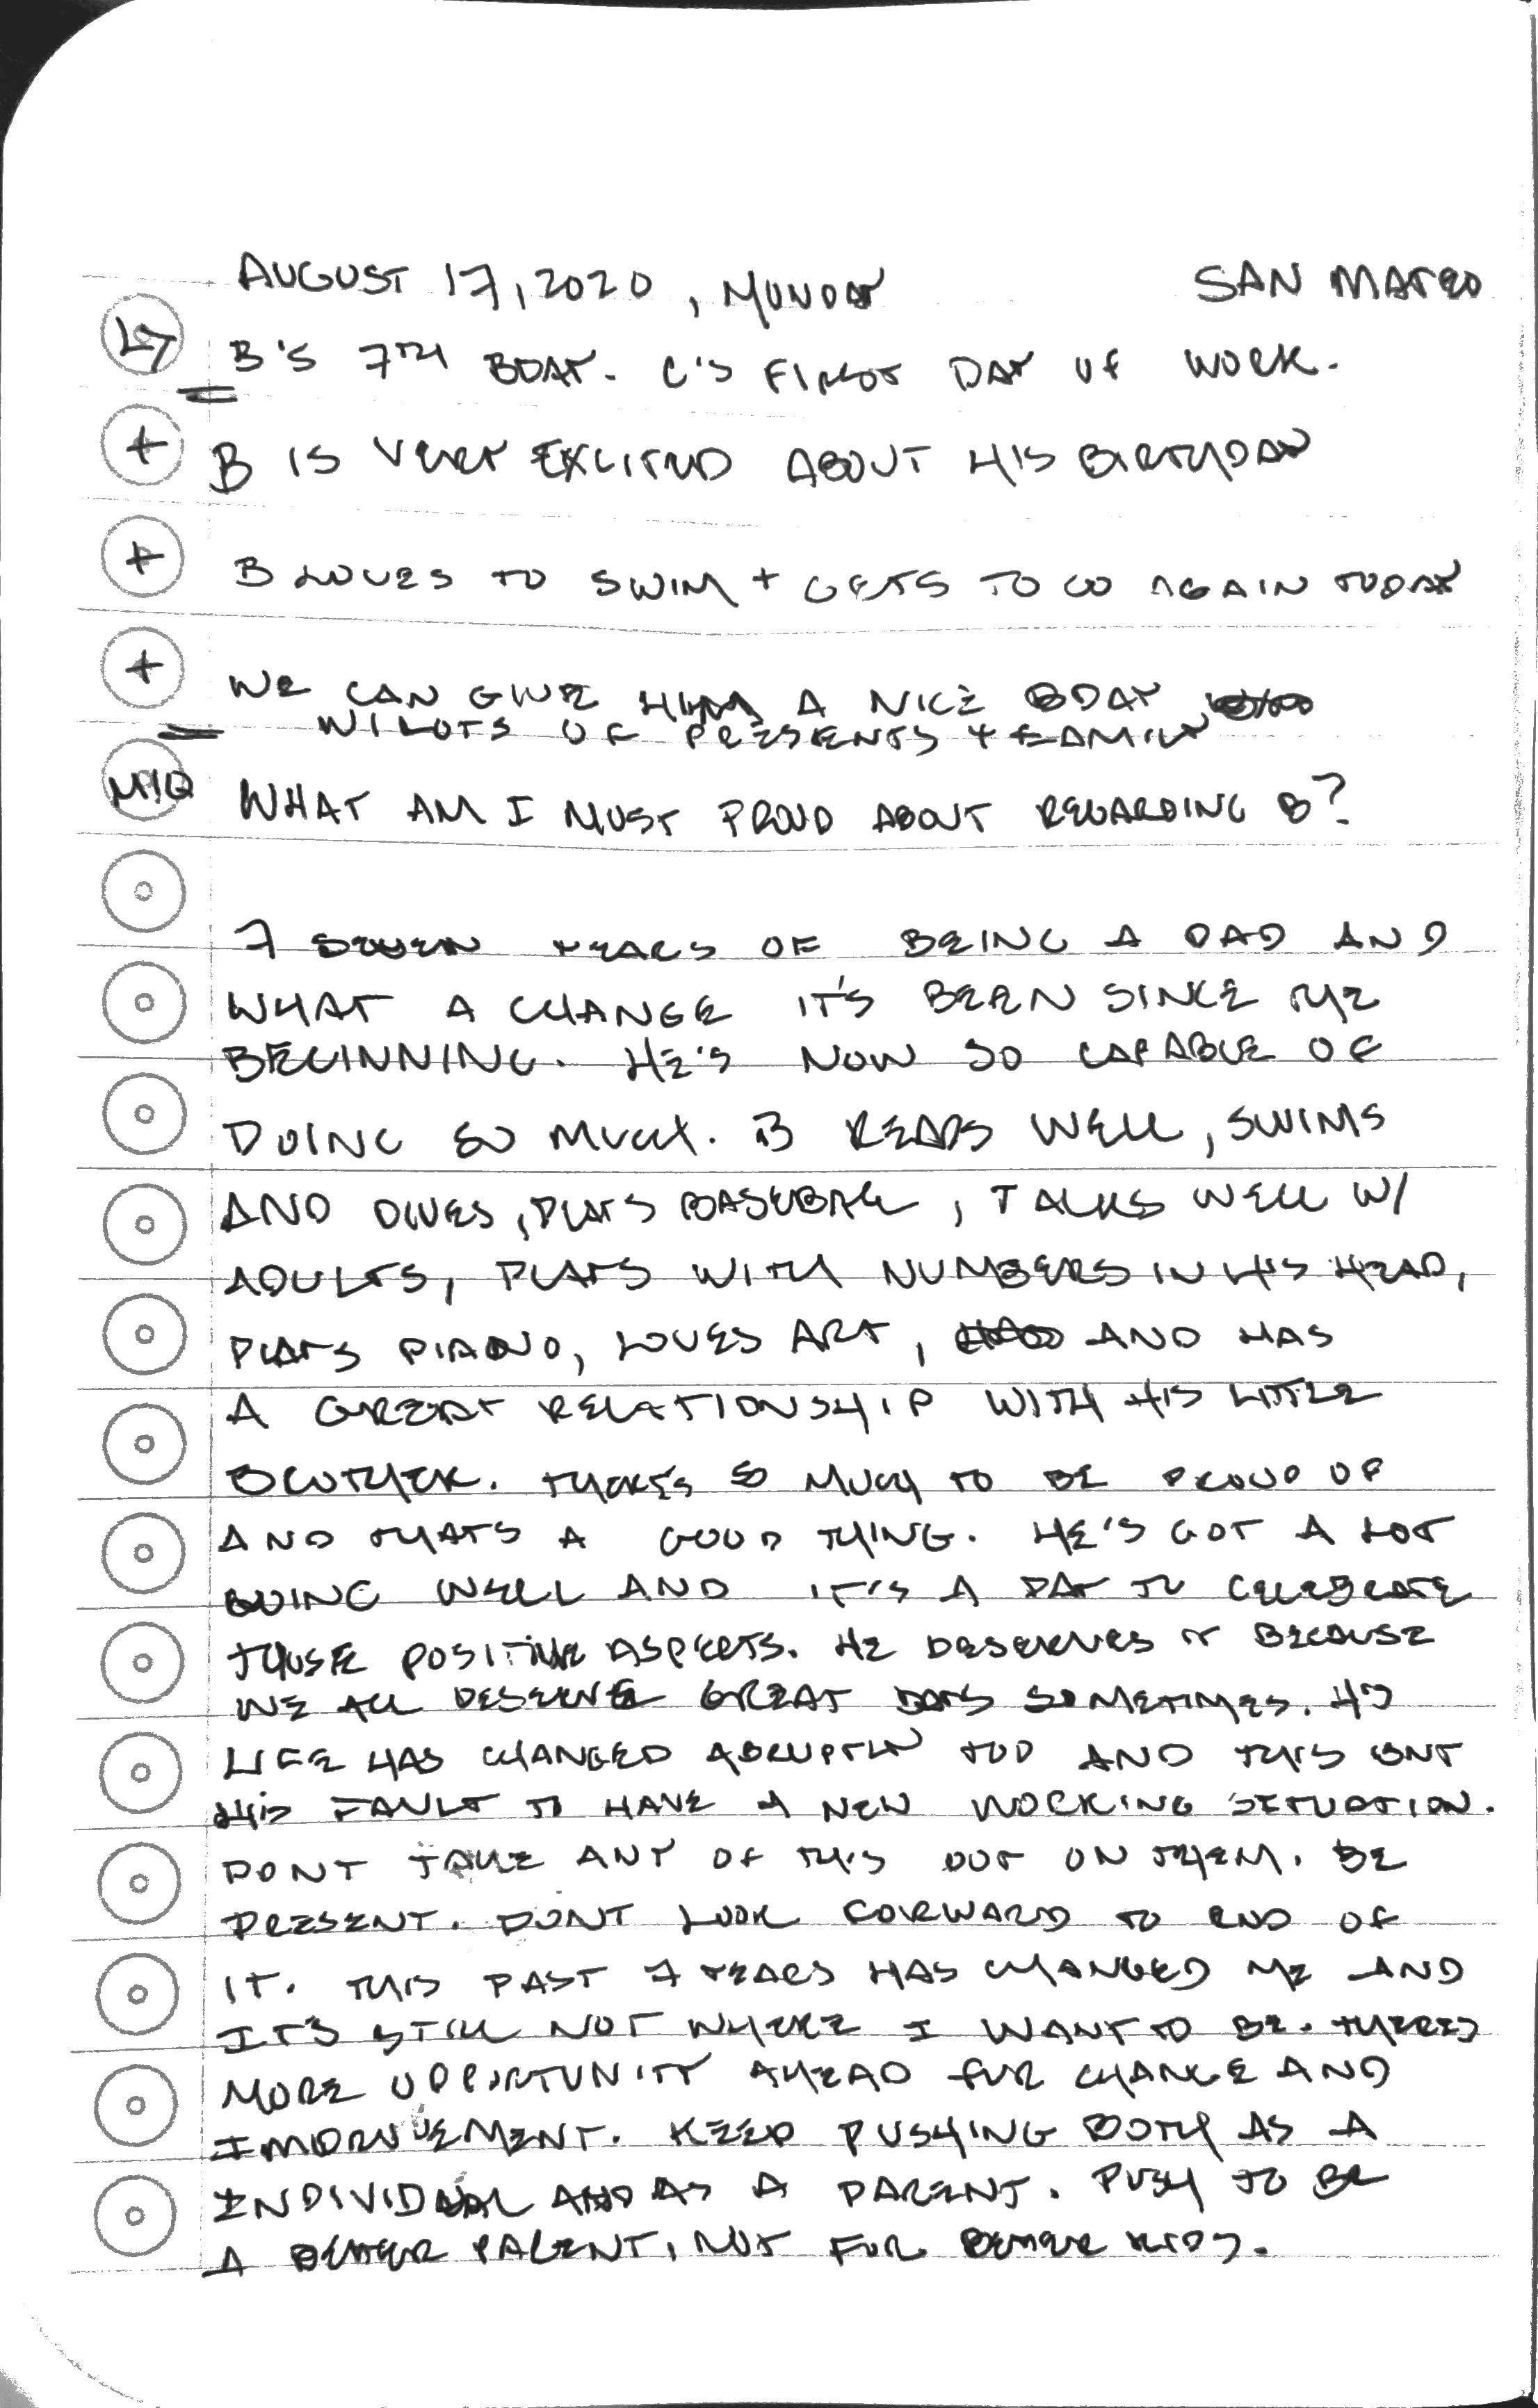 AUGUST 17, 2020, MONDAY SAN MATEO
LT B'S 7TH BDAY. C'S FIRST DAY OF WORK.
+ B IS VERY EXCITED ABOUT HIS BIRTHDAY
+ B LOVES TO SWIM + GETS TO GO AGAIN TODAY
+ WE CAN GIVE HIM A NICE BDAY
W/ LOTS OF PRESENTS + FAMILY
MIQ WHAT AM I MOST PROUD ABOUT REGARDING B?
7 SEVEN YEARS OF BEING A DAD AND
WHAT A CHANGE IT'S BEEN SINCE THE
BEGINNING. HE'S NOW SO CAPABLE OF
DOING SO MUCH. B READS WELL, SWIMS
AND DIVES, PLAYS BASEBALL, TALKS WELL W/
ADULTS, PLAYS WITH NUMBERS IN HIS HEAD,
PLAYS PIANO, LOVES ART, AND HAS
A GREAT RELATIONSHIP WITH HIS LITTLE
BROTHER. THERE'S SO MUCH TO BE PROUD OF
AND THATS A GOOD THING. HE'S GOT A LOT
GOING WELL AND IT'S A DAY TO CELEBRATE
THOSE POSITIVE ASPECTS. HE DESERVES IT BECAUSE
WE ALL DESERVE GREAT DAYS SOMETIMES. HIS
LIFE HAS CHANGED ABRUPTLY TOO AND THIS ISNT
HIS FAULT TO HAVE A NEW WORKING SITUATION.
DONT TAKE ANY OF THIS OUT ON THEM. BE
PRESENT. DONT LOOK FORWARD TO END OF
IT. THIS PAST 7 YEARS HAS CHANGED ME AND
IT'S STILL NOT WHERE I WANT TO BE. THERES
MORE OPPORTUNITY AHEAD FOR CHANGE AND
IMPROVEMENT. KEEP PUSHING BOTH AS A
INDIVIDUAL AND AS A PARENT. PUSH TO BE
A BETTER PARENT, NOT FOR BETTER KIDS.